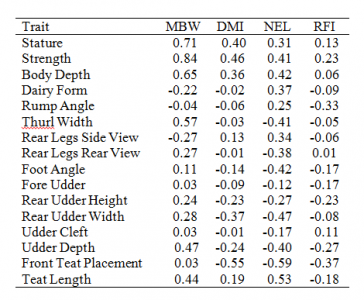 Trait MBW DMI NEL RFI
Stature 0.71 0.40 0.31 0.13
Strength 0.84 0.46 0.41 0.23
Body Depth 0.65 0.36 0.42 0.06
Dairy Form -0.22 -0.02 0.37 -0.09
Rump Angle -0.04 -0.06 0.25 -0.33
Thurl Width 0.57 -0.03 -0.41 -0.05
Rear Legs Side View -0.27 0.13 0.34 -0.06
Rear Legs Rear View 0.27 -0.01 -0.38 0.01
Foot Angle 0.11 -0.14 -0.42 -0.17
Fore Udder 0.03 -0.09 -0.12 -0.17
Rear Udder Height 0.24 -0.23 -0.27 -0.23
Rear Udder Width 0.28 -0.37 -0.47 -0.08
Udder Cleft 0.03 -0.01 -0.17 0.11
Udder Depth 0.47 -0.24 -0.40 -0.27
Front Teat Placement 0.03 -0.55 -0.59 -0.37
Teat Length 0.44 0.19 0.53 -0.18